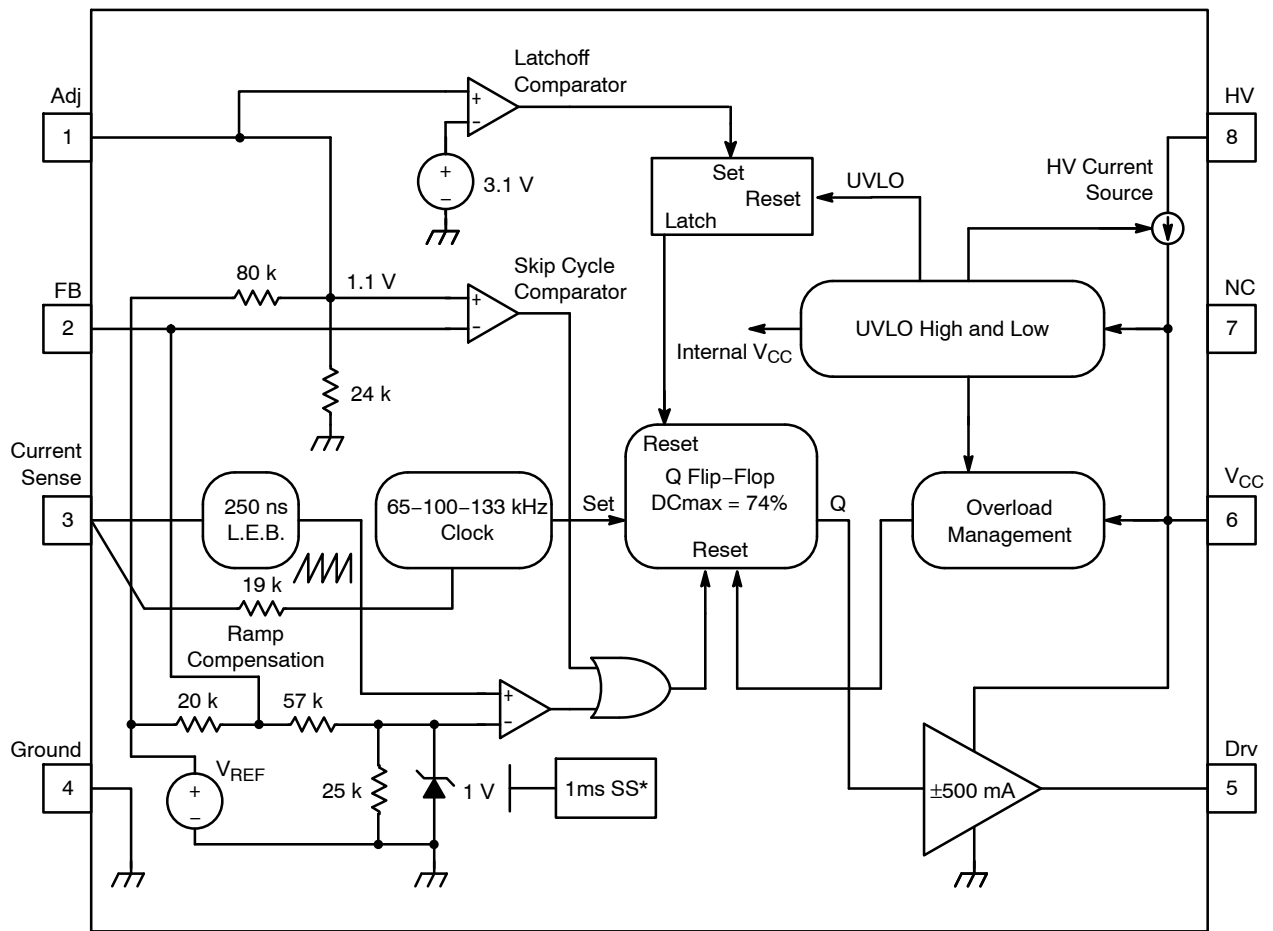 Adj
1
Latchoff
Comparator
+
−
+
−
3.1 V
Set
Reset
Latch
UVLO
HV
8
HV Current
Source
FB
2
80 k
1.1 V
Skip Cycle
Comparator
+
−
24 k
Internal VCC
UVLO High and Low
NC
7
Current
Sense
3
250 ns
L.E.B.
65−100−133 kHz
Clock
Set
Reset
Q Flip−Flop
DCmax = 74%
Reset
Q
Overload
Management
VCC
6
19 k
Ramp
Compensation
20 k
57 k
+
−
Ground
4
VREF
+
−
25 k
1 V
1ms SS*
±500 mA
Drv
5